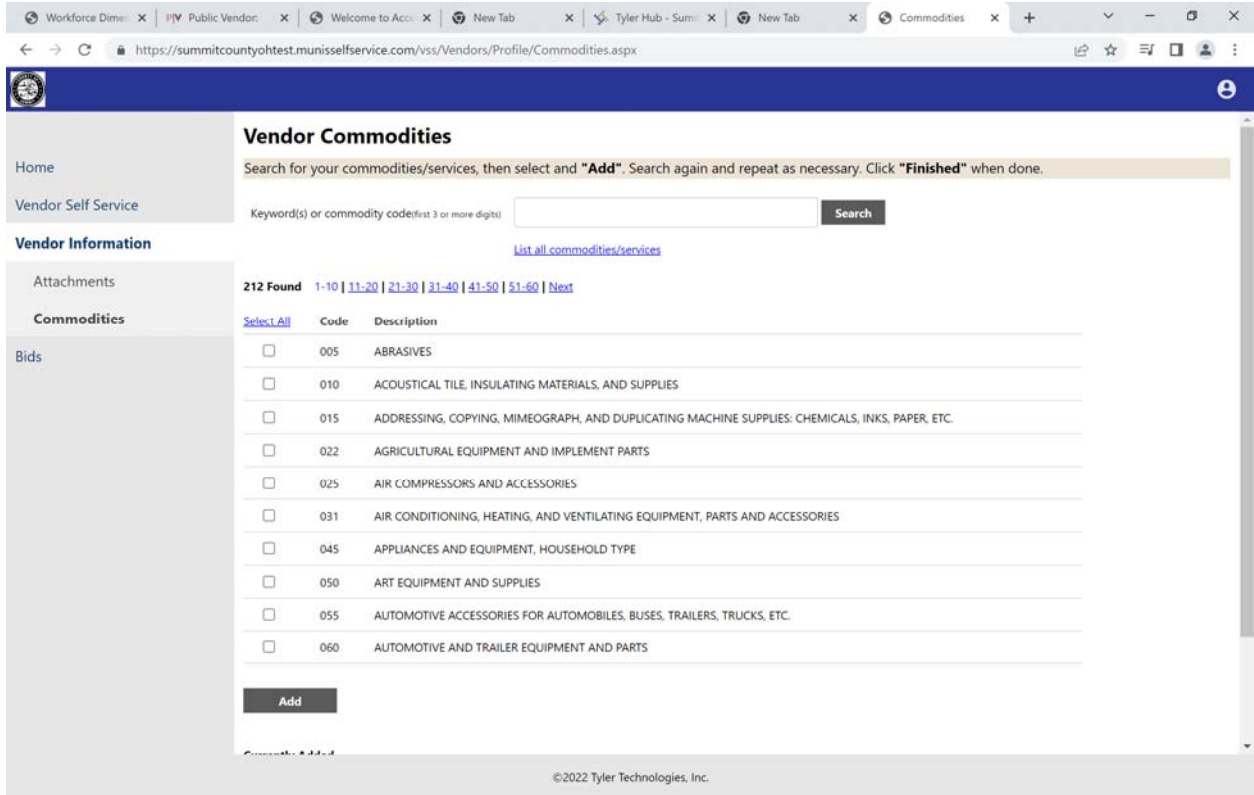 Workforce Dime
P|V Public Vendor:
Welcome to Acc
New Tab
Tyler Hub - Sum
New Tab
Commodities
https://summitcountyohtest.munisselfservice.com/vss/Vendors/Profile/Commodities.aspx
Vendor Commodities
Home
Search for your commodities/services, then select and "Add". Search again and repeat as necessary. Click "Finished" when done.
Vendor Self Service
Keyword(s) or commodity code(first 3 or more digits)
Search
Vendor Information
List all commodities/services
Attachments
212 Found 1-10 | 11-20 | 21-30 | 31-40 | 41-50 | 51-60 | Next
Commodities
Select All Code Description
Bids
005 ABRASIVES
010 ACOUSTICAL TILE, INSULATING MATERIALS, AND SUPPLIES
015 ADDRESSING, COPYING, MIMEOGRAPH, AND DUPLICATING MACHINE SUPPLIES: CHEMICALS, INKS, PAPER, ETC.
022 AGRICULTURAL EQUIPMENT AND IMPLEMENT PARTS
025 AIR COMPRESSORS AND ACCESSORIES
031 AIR CONDITIONING, HEATING, AND VENTILATING EQUIPMENT, PARTS AND ACCESSORIES
045 APPLIANCES AND EQUIPMENT, HOUSEHOLD TYPE
050 ART EQUIPMENT AND SUPPLIES
055 AUTOMOTIVE ACCESSORIES FOR AUTOMOBILES, BUSES, TRAILERS, TRUCKS, ETC.
060 AUTOMOTIVE AND TRAILER EQUIPMENT AND PARTS
Add
Currently Added
©2022 Tyler Technologies, Inc.